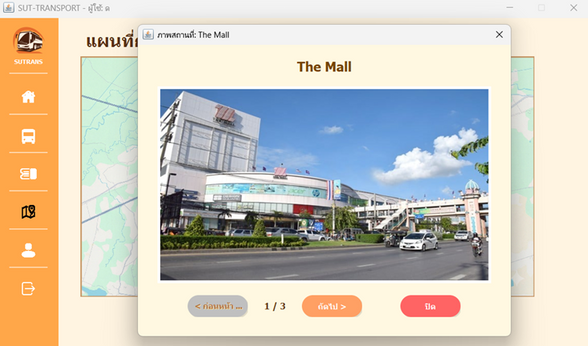 SUT-TRANSPORT - ผู้ใช้: ด
SUTRANS
แผนที่
ภาพสถานที่: The Mall
The Mall
< ก่อนหน้า ...
1 / 3
ถัดไป >
ปิด